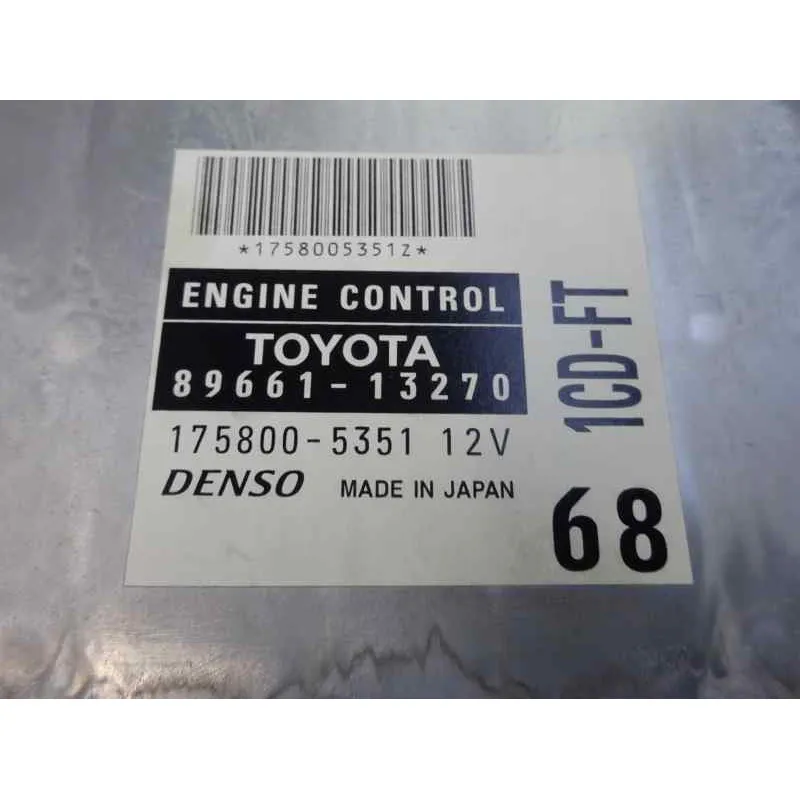 *1758005351Z*
ENGINE CONTROL
TOYOTA
89661-13270
175800-5351 12V
DENSO MADE IN JAPAN
1CD-FT
68